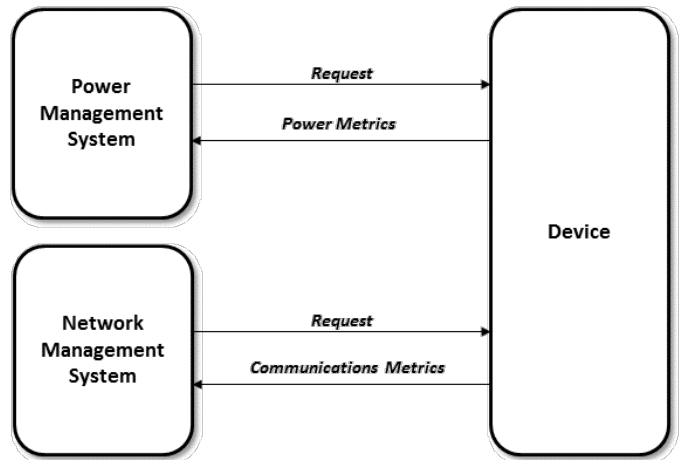 Power
Management
System
Request
Power Metrics
Device
Network
Management
System
Request
Communications Metrics